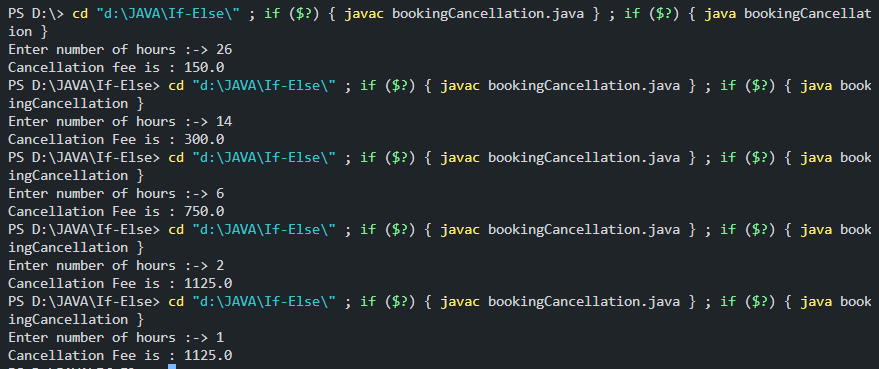 PS D:\> cd "d:\JAVA\If-Else\" ; if ($?) { javac bookingCancellation.java } ; if ($?) { java bookingCancellat
ion }
Enter number of hours :-> 26
Cancellation fee is : 150.0
PS D:\JAVA\If-Else> cd "d:\JAVA\If-Else\" ; if ($?) { javac bookingCancellation.java } ; if ($?) { java book
ingCancellation }
Enter number of hours :-> 14
Cancellation Fee is : 300.0
PS D:\JAVA\If-Else> cd "d:\JAVA\If-Else\" ; if ($?) { javac bookingCancellation.java } ; if ($?) { java book
ingCancellation }
Enter number of hours :-> 6
Cancellation Fee is : 750.0
PS D:\JAVA\If-Else> cd "d:\JAVA\If-Else\" ; if ($?) { javac bookingCancellation.java } ; if ($?) { java book
ingCancellation }
Enter number of hours :-> 2
Cancellation Fee is : 1125.0
PS D:\JAVA\If-Else> cd "d:\JAVA\If-Else\" ; if ($?) { javac bookingCancellation.java } ; if ($?) { java book
ingCancellation }
Enter number of hours :-> 1
Cancellation Fee is : 1125.0